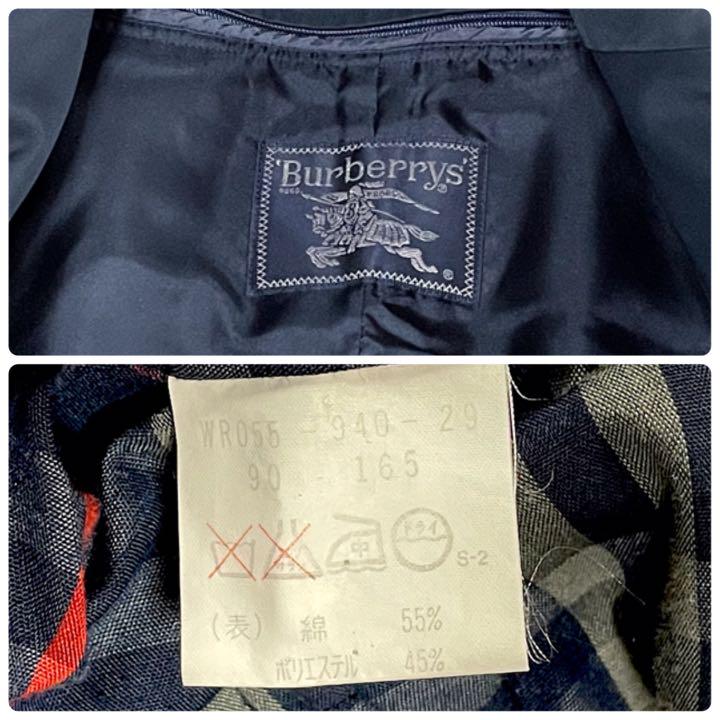 Burberrys®
®
WR055 - 940 - 29
90 - 165
中
ドライ
S-2
(表) 綿 55%
ポリエステル 45%